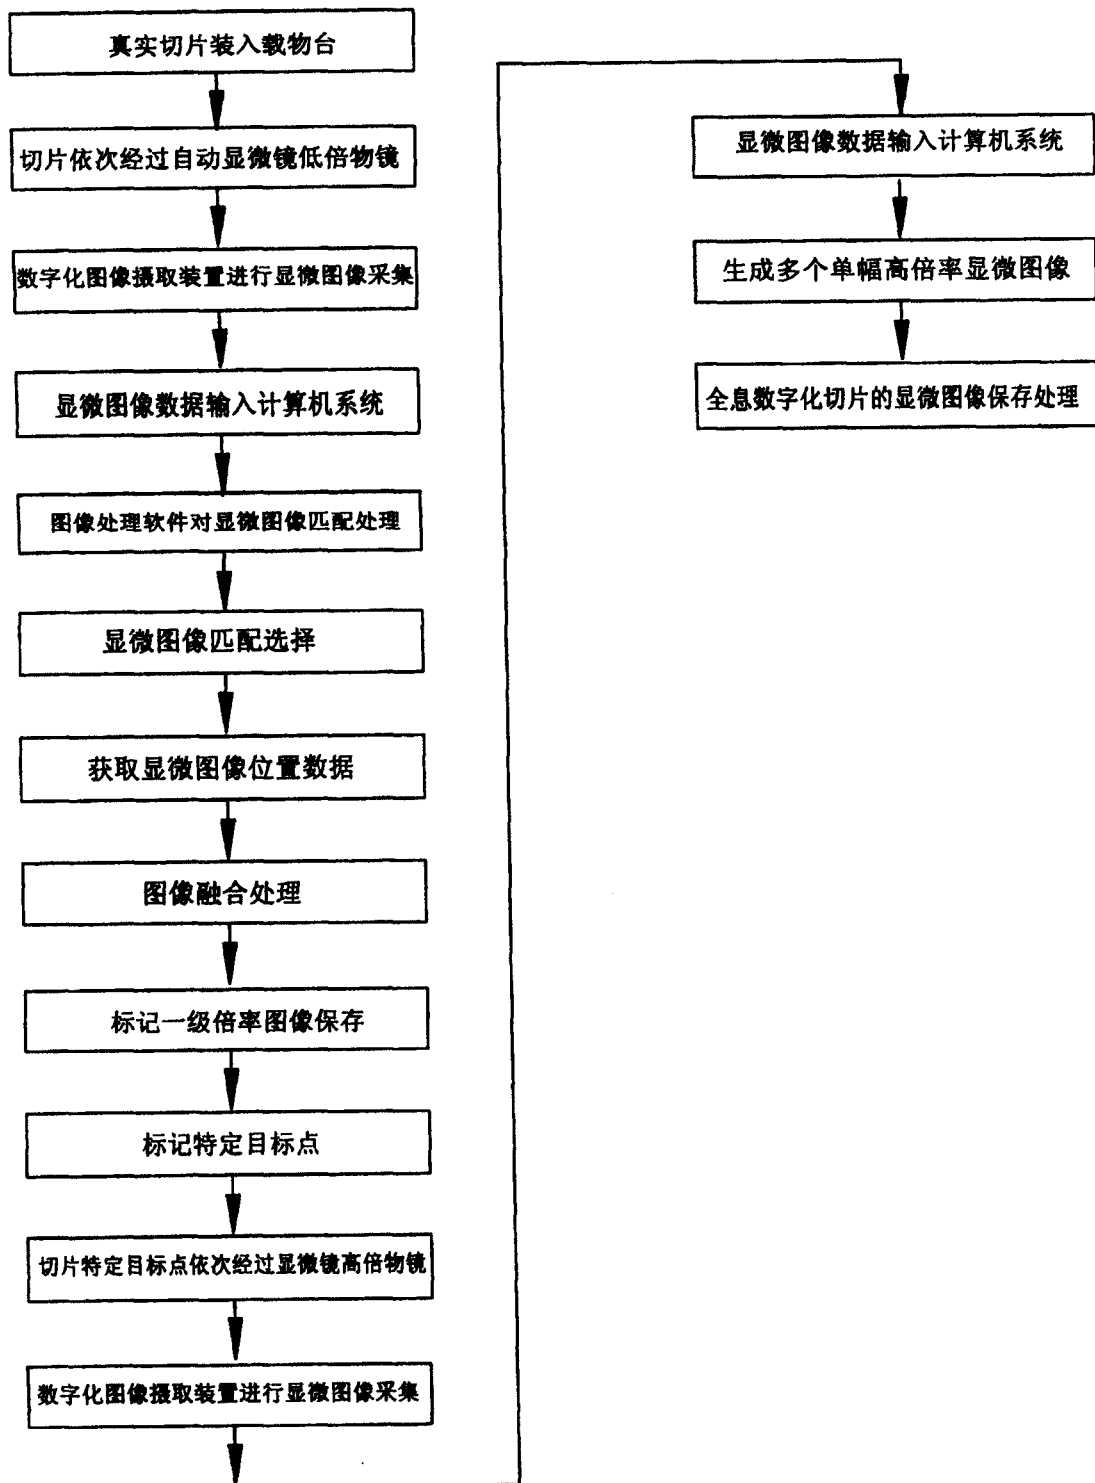 真实切片装入载物台
切片依次经过自动显微镜低倍物镜
数字化图像摄取装置进行显微图像采集
显微图像数据输入计算机系统
图像处理软件对显微图像匹配处理
显微图像匹配选择
获取显微图像位置数据
图像融合处理
标记一级倍率图像保存
标记特定目标点
切片特定目标点依次经过显微镜高倍物镜
数字化图像摄取装置进行显微图像采集
显微图像数据输入计算机系统
生成多个单幅高倍率显微图像
全息数字化切片的显微图像保存处理